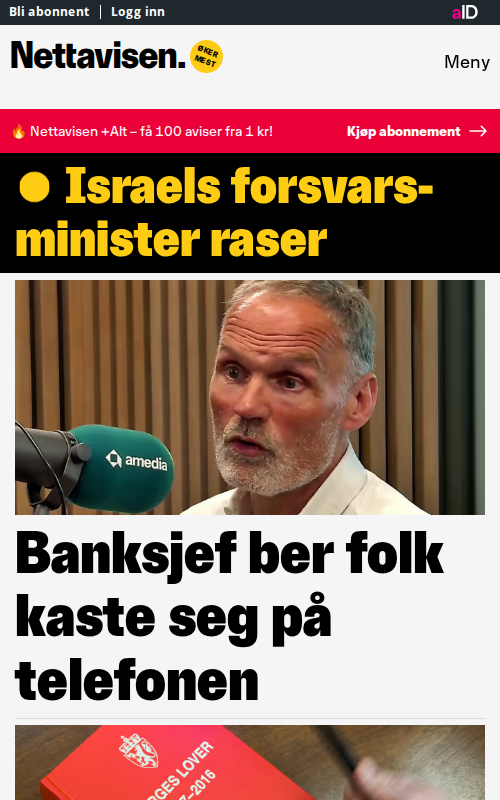 Bli abonnent
Logg inn
aID
Nettavisen.
ØKER
MEST
Meny
🔥 Nettavisen +Alt – få 100 aviser fra 1 kr!
Kjøp abonnement →
Israels forsvars-
minister raser
amedia
Banksjef ber folk
kaste seg på
telefonen
LOVER
–2016